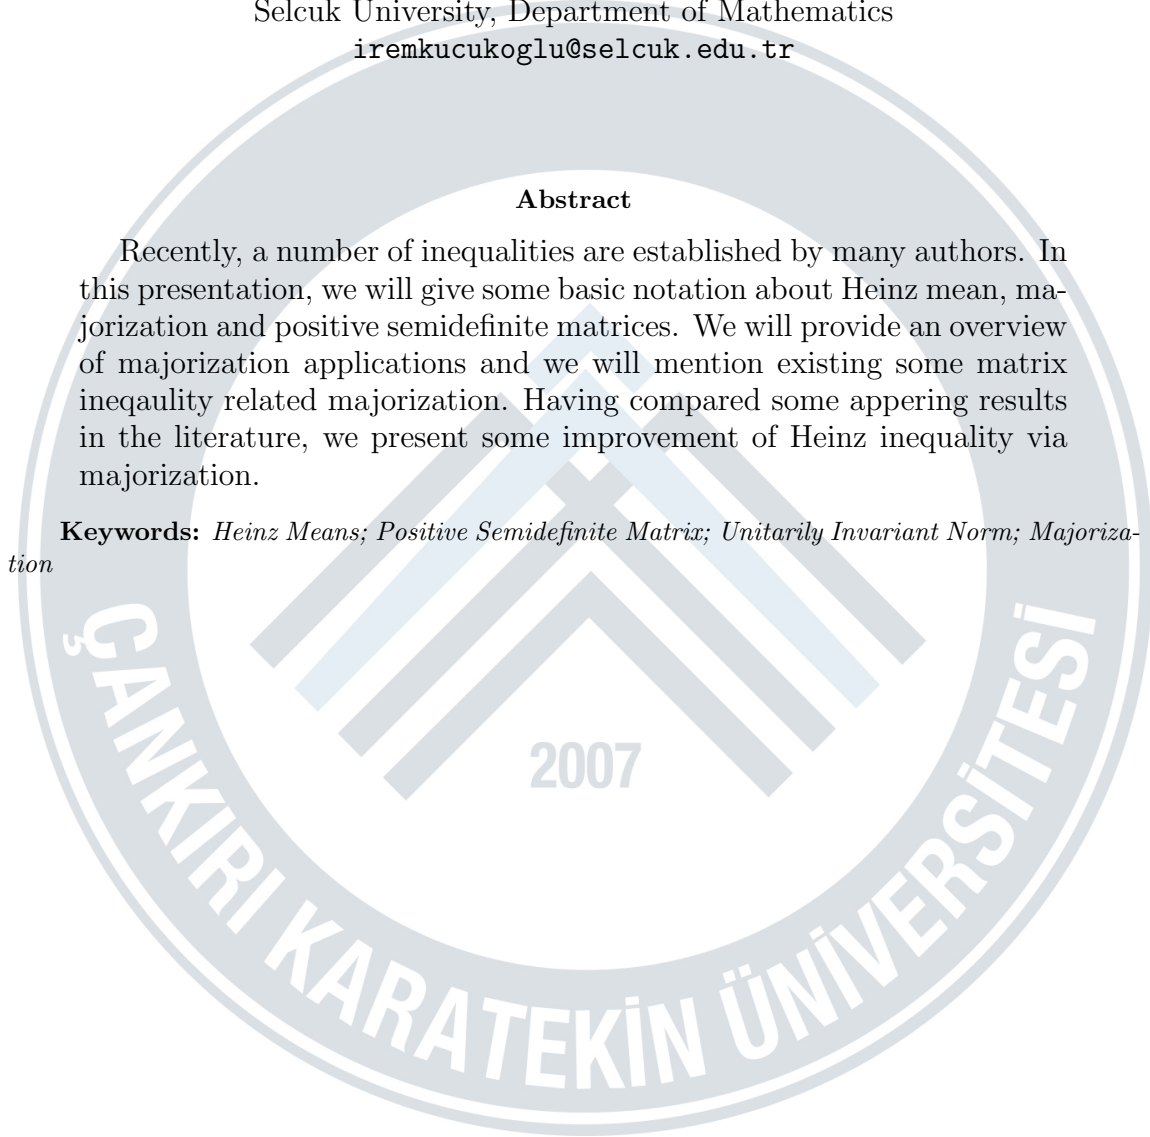 Selcuk University, Department of Mathematics
iremkucukoglu@selcuk.edu.tr
Abstract
Recently, a number of inequalities are established by many authors. In
this presentation, we will give some basic notation about Heinz mean, ma-
jorization and positive semidefinite matrices. We will provide an overview
of majorization applications and we will mention existing some matrix
ineqaulity related majorization. Having compared some appering results
in the literature, we present some improvement of Heinz inequality via
majorization.
Keywords: Heinz Means; Positive Semidefinite Matrix; Unitarily Invariant Norm; Majoriza-
tion
2007
ÇANKIRI KARATEKİN ÜNİVERSİTESİ